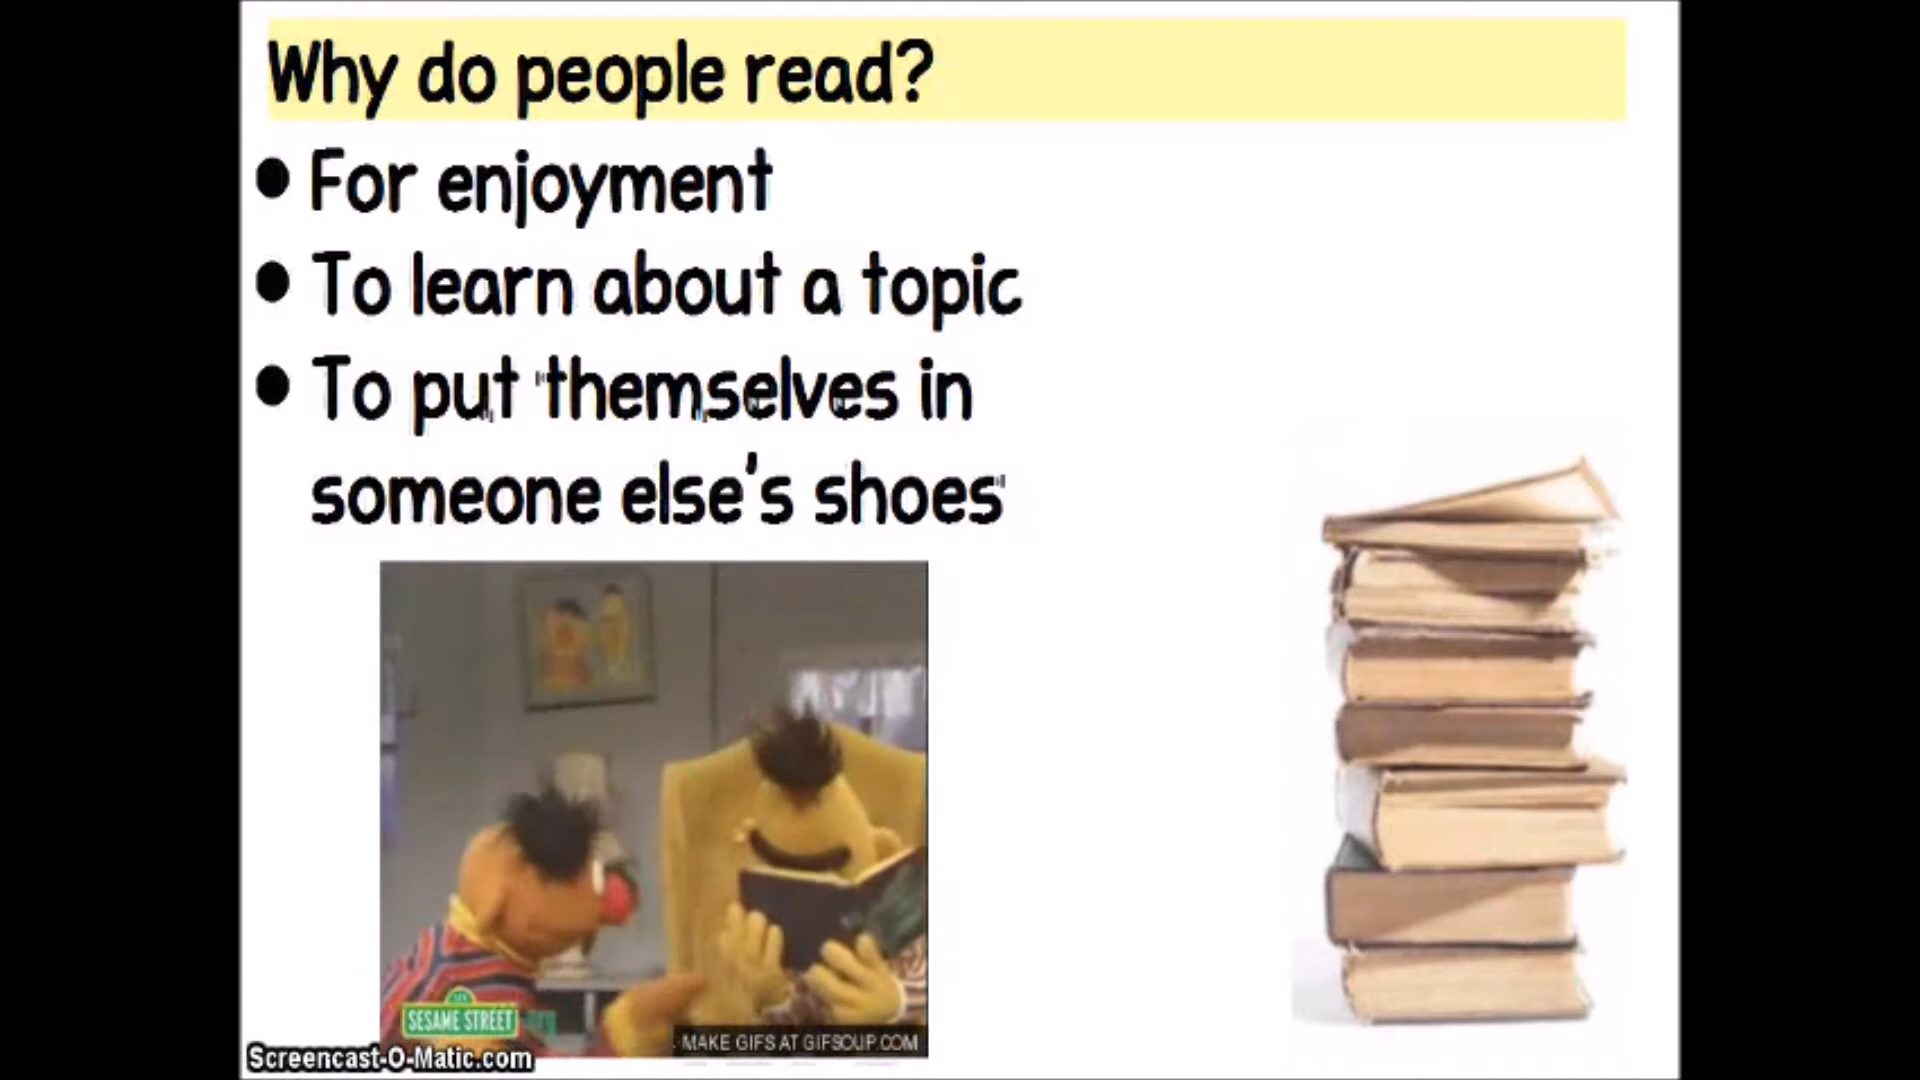 Why do people read?
• For enjoyment
• To learn about a topic
• To put themselves in
someone else's shoes
SESAME STREET
MAKE GIFS AT GIFSOUP.COM
Screencast-O-Matic.com